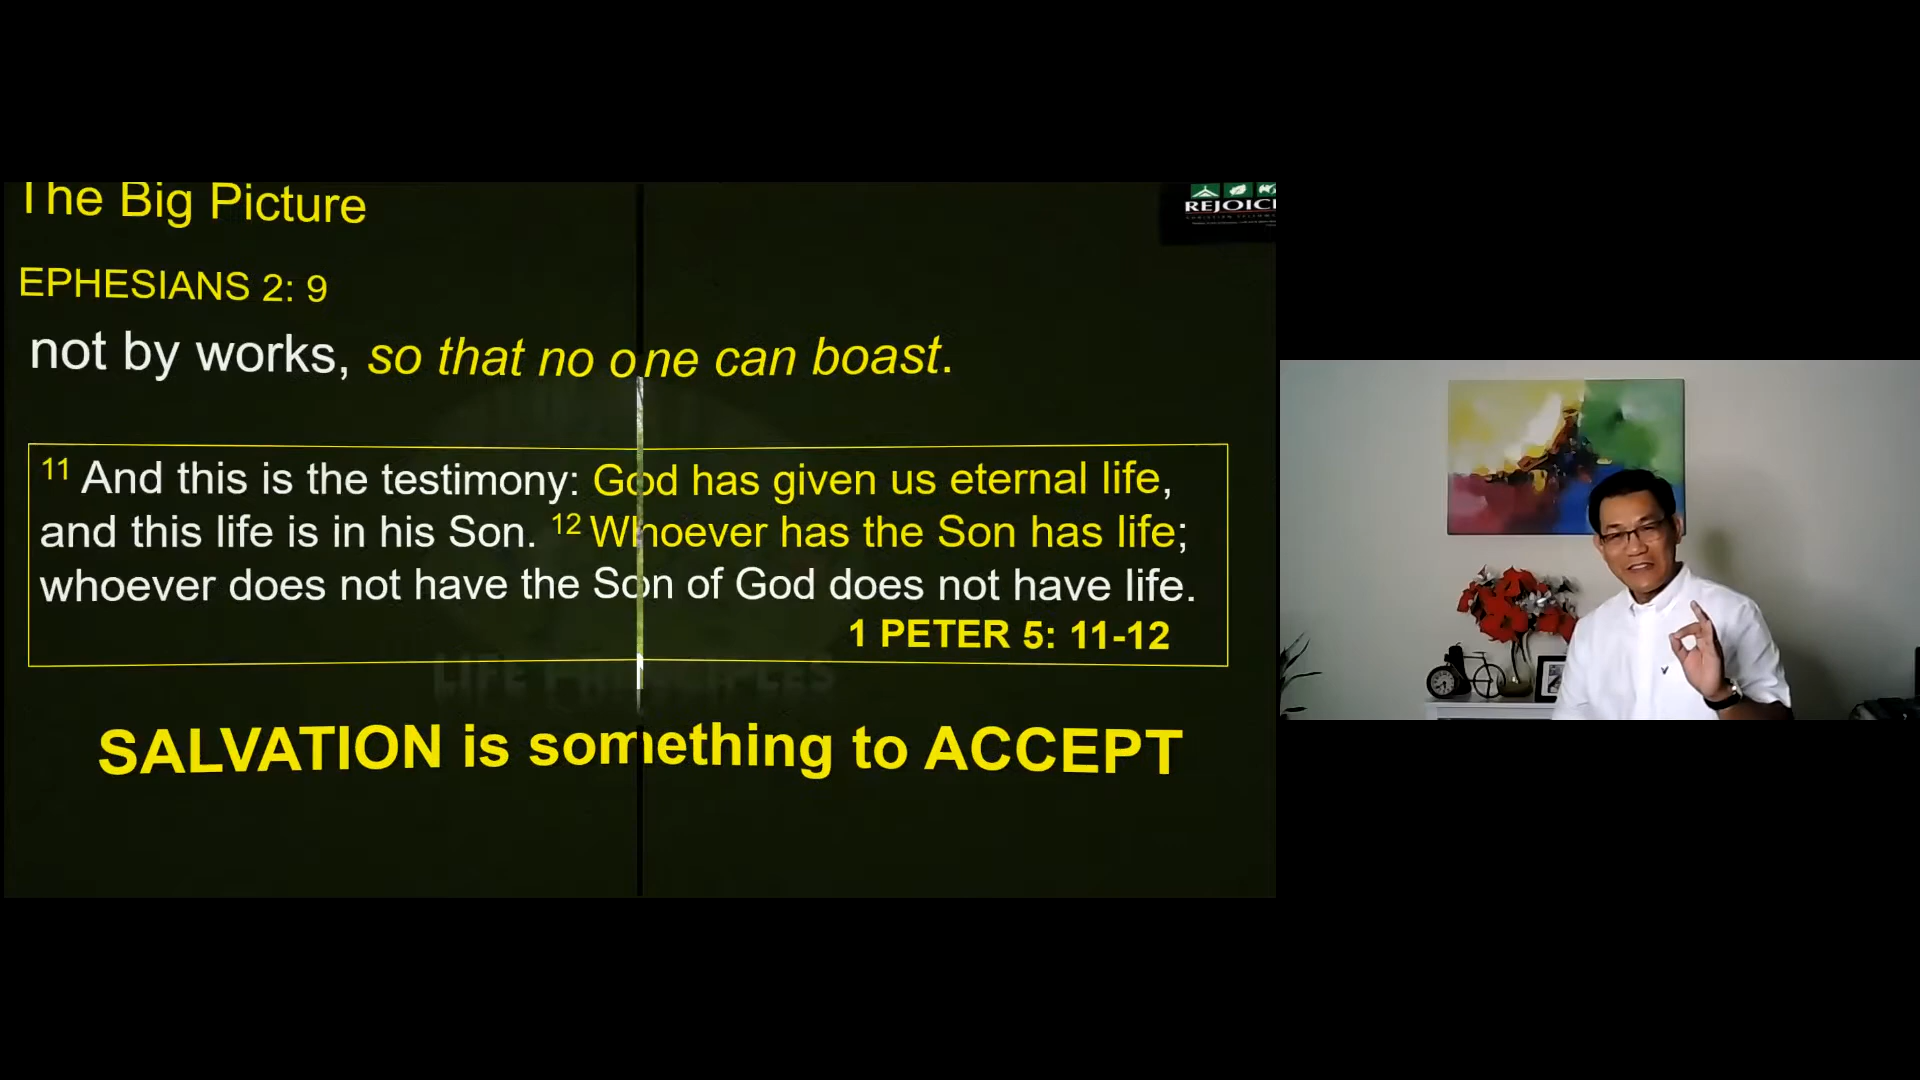 The Big Picture
REJOIC
EPHESIANS 2: 9
not by works, so that no one can boast.
11 And this is the testimony: God has given us eternal life,
and this life is in his Son. 12 Whoever has the Son has life;
whoever does not have the Son of God does not have life.
1 PETER 5: 11-12
LIFE PRINCIPLES
SALVATION is something to ACCEPT